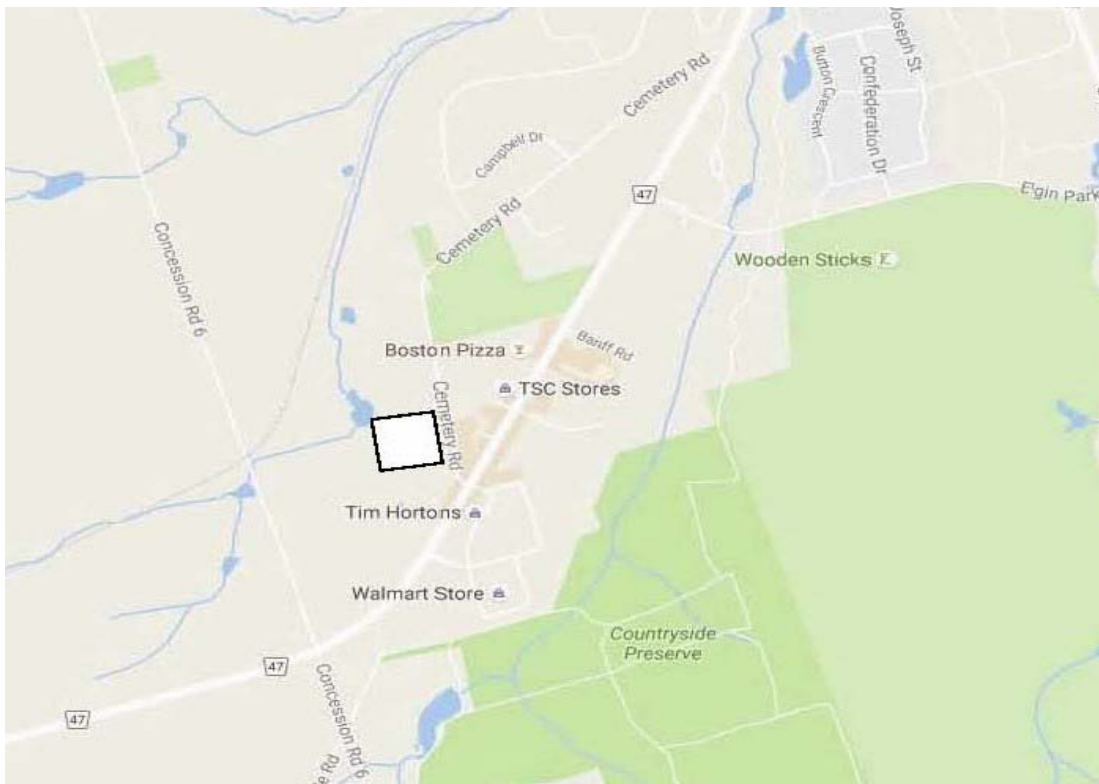 Joseph St
Button Crescent
Confederation Dr
Cemetery Rd
Campbell Dr
47
Elgin Park
Cemetery Rd
Wooden Sticks
Concession Rd 6
Banff Rd
Boston Pizza
TSC Stores
Cemetery Rd
Tim Hortons
Walmart Store
Countryside
Preserve
47
Concession Rd 6
47
Rd